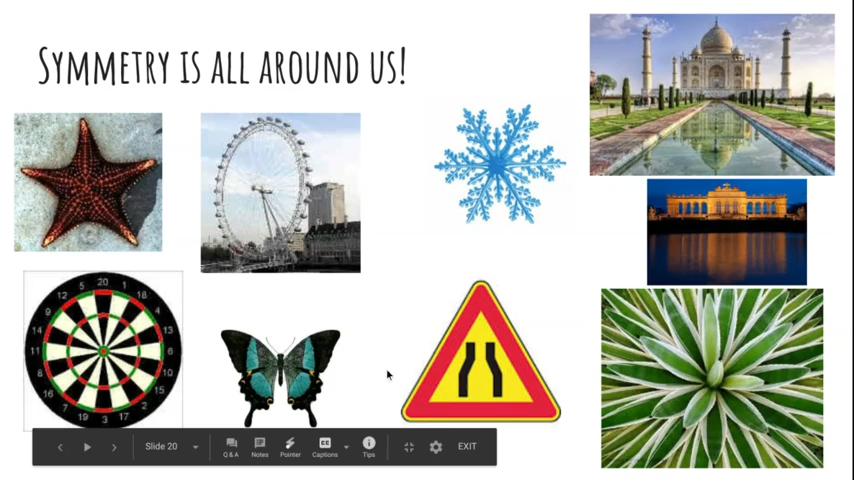 Symmetry is all around us!
20
5
1
12
18
9
4
14
13
11
6
8
10
16
15
7
2
19
17
3
Slide 20
Q & A
Notes
Pointer
CC
Captions
Tips
EXIT